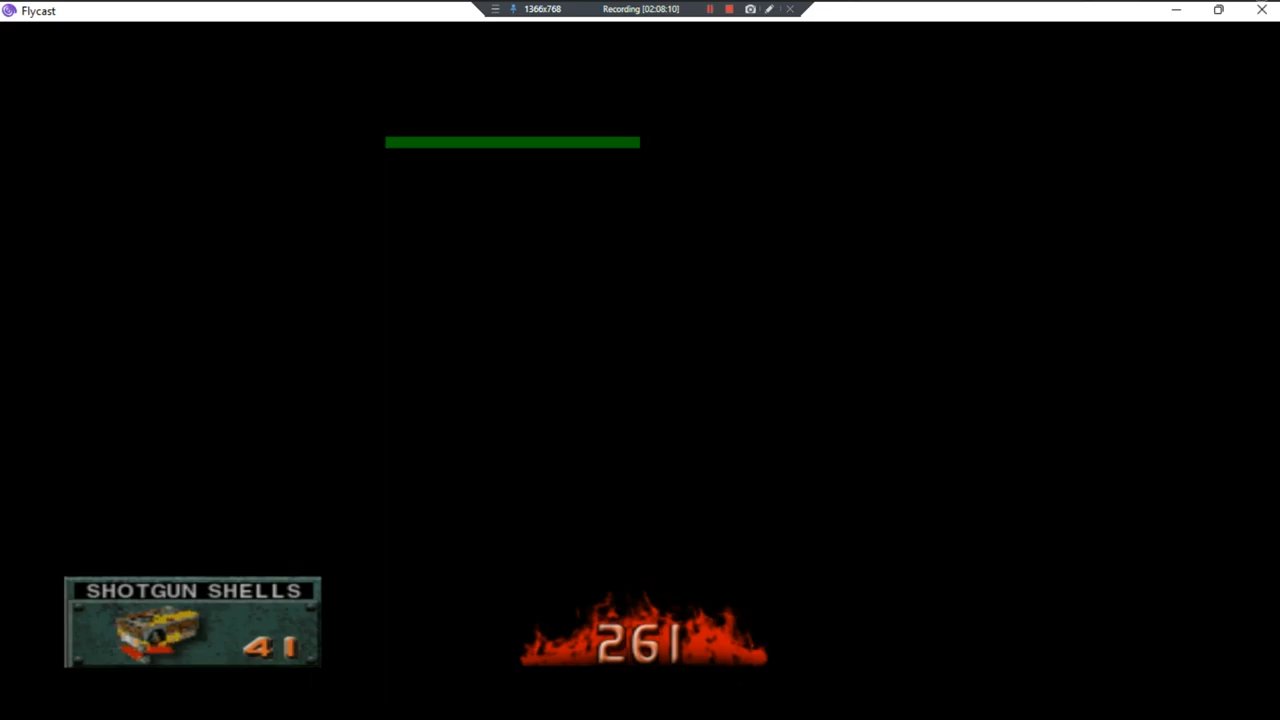 Flycast
1366x768
Recording [02:08:10]
SHOTGUN SHELLS
41
261